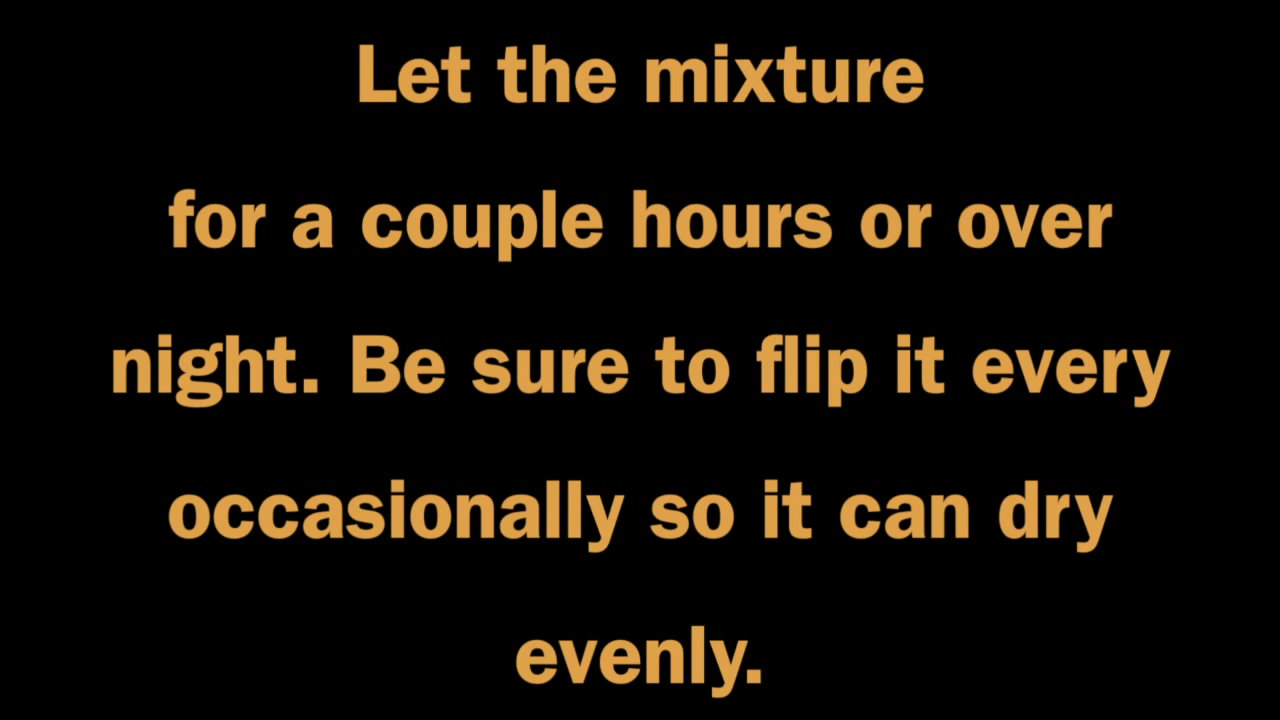 Let the mixture
for a couple hours or over
night. Be sure to flip it every
occasionally so it can dry
evenly.